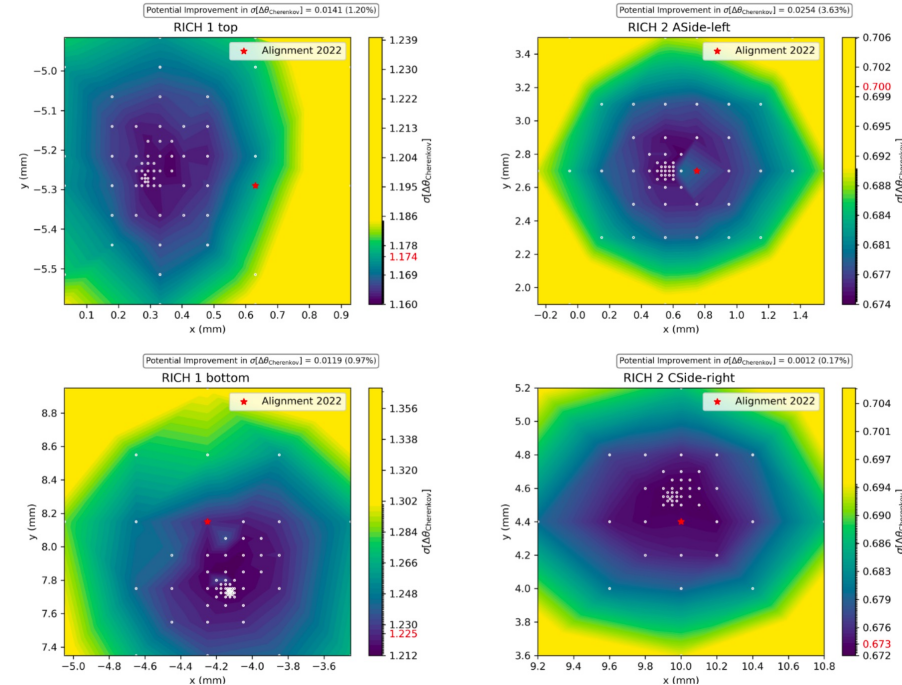 Potential Improvement in σ[Δθ_Cherenkov] = 0.0141 (1.20%)
RICH 1 top
Alignment 2022
−4.9
−5.0
−5.1
−5.2
−5.3
−5.4
−5.5
y (mm)
0.1 0.2 0.3 0.4 0.5 0.6 0.7 0.8 0.9
x (mm)
1.239
1.230
1.222
1.213
1.204
1.195
1.186
1.178
1.174
1.169
1.160
σ[Δθ_Cherenkov]
Potential Improvement in σ[Δθ_Cherenkov] = 0.0254 (3.63%)
RICH 2 ASide-left
Alignment 2022
3.4
3.2
3.0
2.8
2.6
2.4
2.2
2.0
y (mm)
−0.2 0.0 0.2 0.4 0.6 0.8 1.0 1.2 1.4
x (mm)
0.706
0.702
0.700
0.699
0.695
0.691
0.688
0.684
0.681
0.677
0.674
σ[Δθ_Cherenkov]
Potential Improvement in σ[Δθ_Cherenkov] = 0.0119 (0.97%)
RICH 1 bottom
Alignment 2022
8.8
8.6
8.4
8.2
8.0
7.8
7.6
7.4
y (mm)
−5.0 −4.8 −4.6 −4.4 −4.2 −4.0 −3.8 −3.6
x (mm)
1.356
1.338
1.320
1.302
1.284
1.266
1.248
1.230
1.225
1.212
σ[Δθ_Cherenkov]
Potential Improvement in σ[Δθ_Cherenkov] = 0.0012 (0.17%)
RICH 2 CSide-right
Alignment 2022
5.2
5.0
4.8
4.6
4.4
4.2
4.0
3.8
3.6
y (mm)
9.2 9.4 9.6 9.8 10.0 10.2 10.4 10.6 10.8
x (mm)
0.704
0.701
0.697
0.694
0.690
0.686
0.683
0.679
0.676
0.673
0.672
σ[Δθ_Cherenkov]